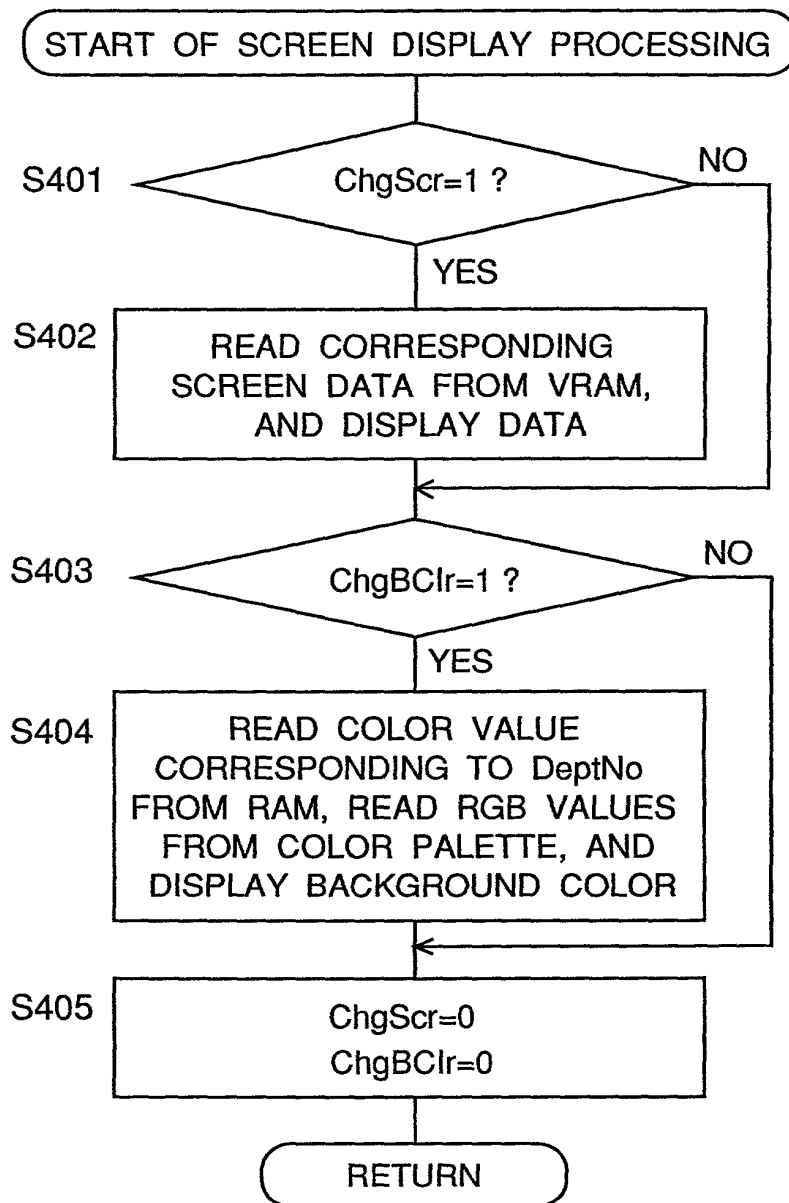 START OF SCREEN DISPLAY PROCESSING
S401
ChgScr=1 ?
NO
YES
S402
READ CORRESPONDING
SCREEN DATA FROM VRAM,
AND DISPLAY DATA
S403
ChgBClr=1 ?
NO
YES
S404
READ COLOR VALUE
CORRESPONDING TO DeptNo
FROM RAM, READ RGB VALUES
FROM COLOR PALETTE, AND
DISPLAY BACKGROUND COLOR
S405
ChgScr=0
ChgBClr=0
RETURN